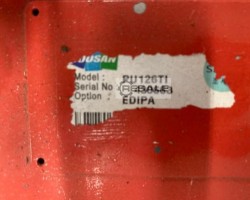 JUSAN
Model : PU126TI
Serial No
Option : EDIPA